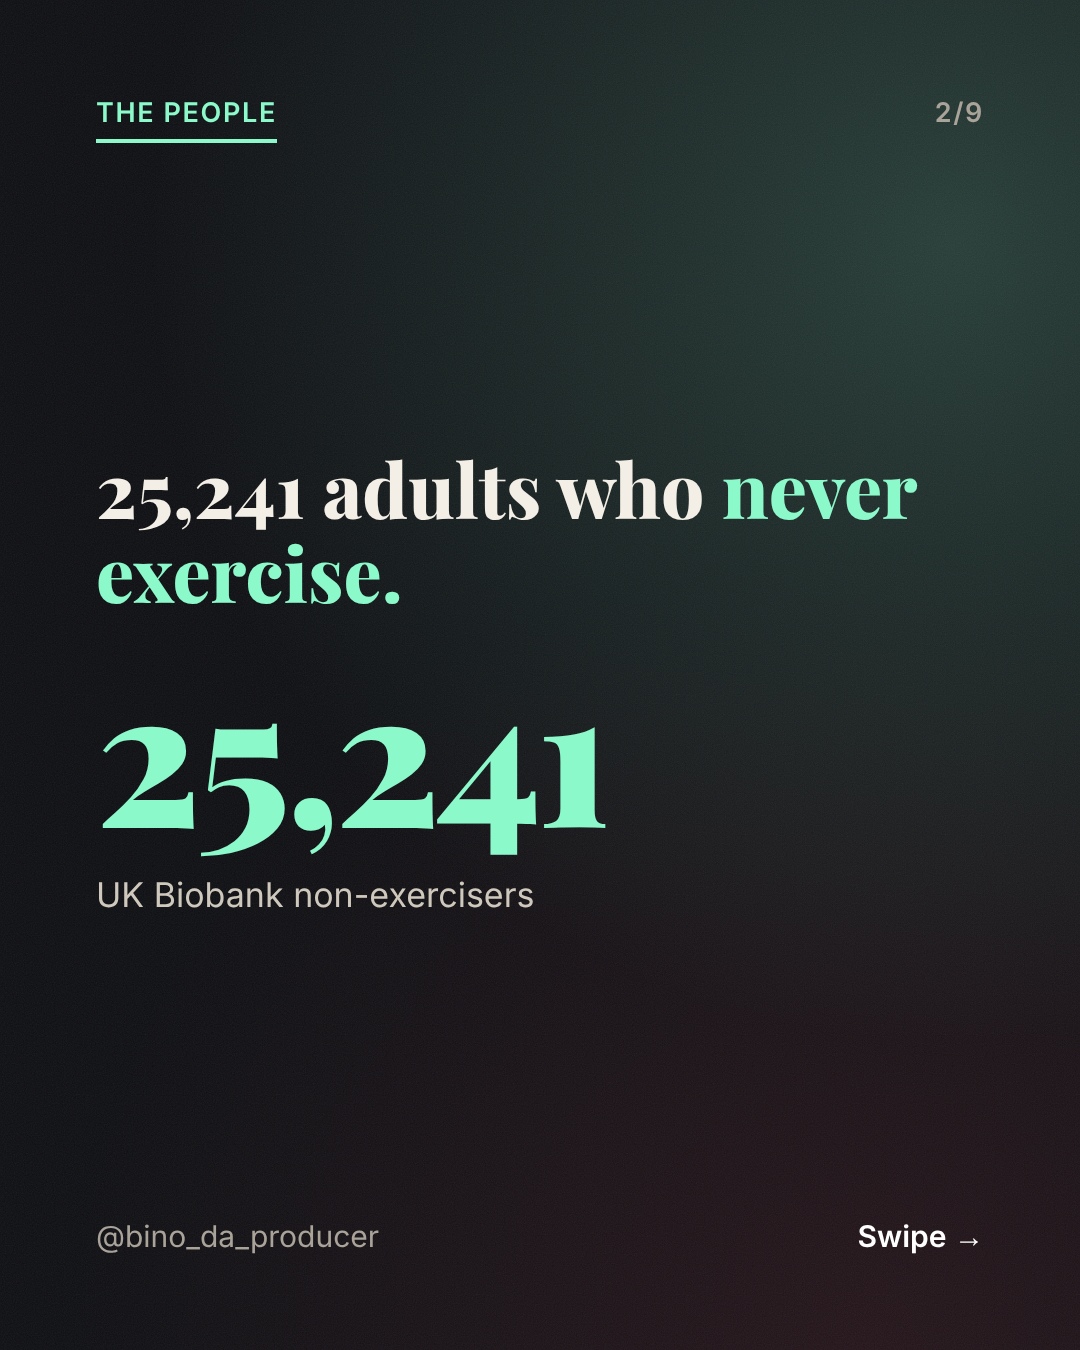 THE PEOPLE
2/9
25,241 adults who never
exercise.
25,241
UK Biobank non-exercisers
@bino_da_producer
Swipe →